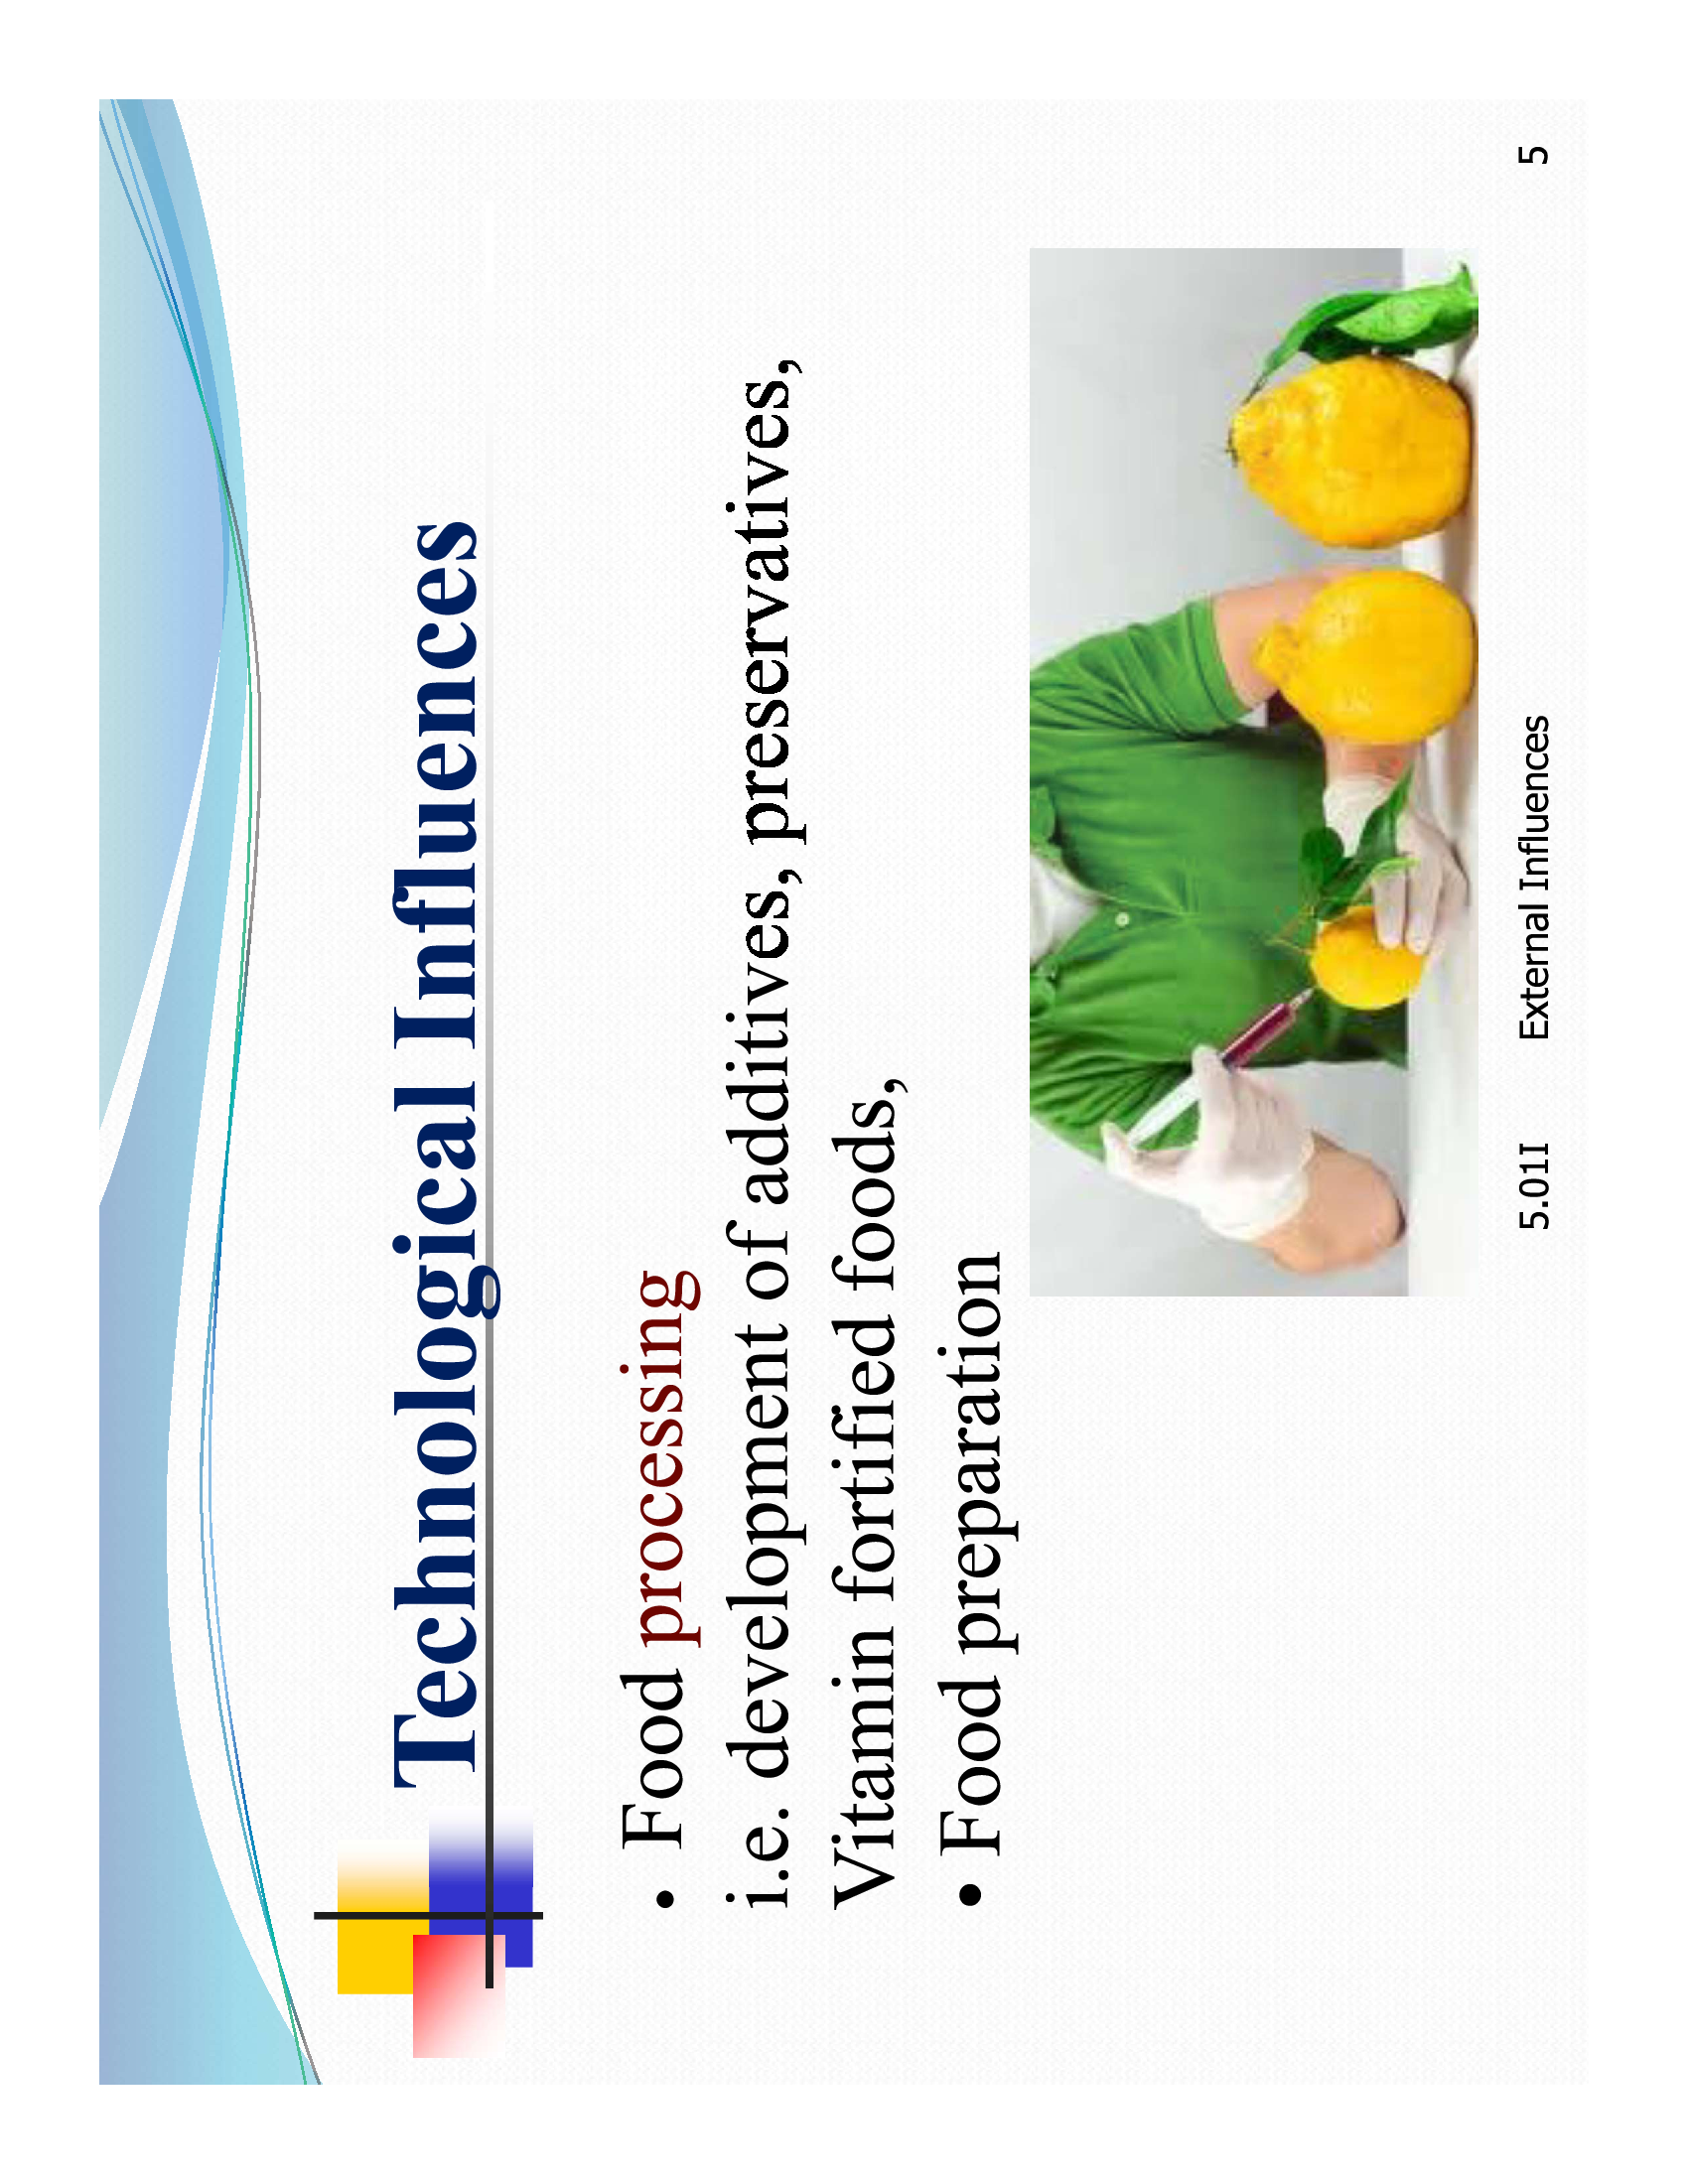 Technological Influences
• Food processing
i.e. development of additives, preservatives,
Vitamin fortified foods,
• Food preparation
5.01I External Influences 5